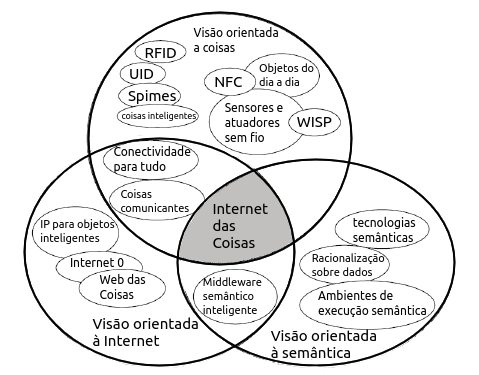 Visão orientada
a coisas
RFID
UID
Spimes
coisas inteligentes
NFC
Objetos do
dia a dia
Sensores e
atuadores
sem fio
WISP
Conectividade
para tudo
Coisas
comunicantes
Internet
das
Coisas
IP para objetos
inteligentes
Internet 0
Web das
Coisas
Visão orientada
à Internet
Middleware
semântico
inteligente
tecnologias
semânticas
Racionalização
sobre dados
Ambientes de
execução semântica
Visão orientada
à semântica